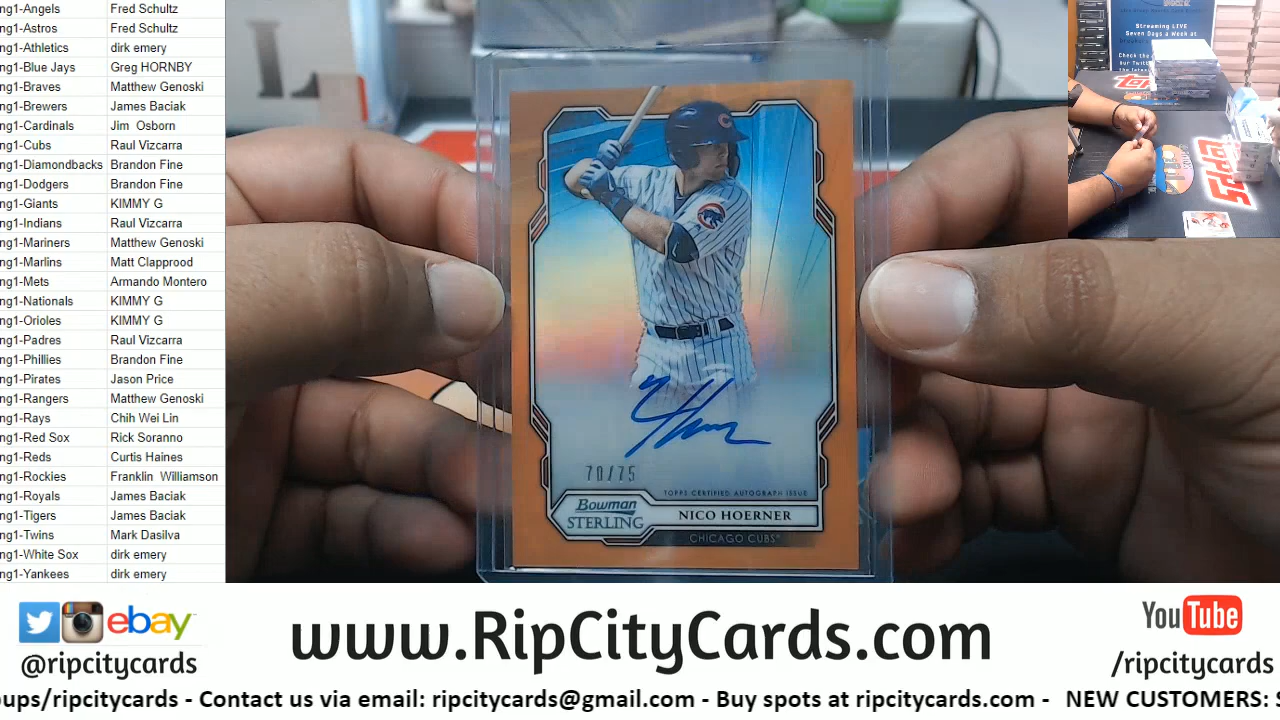 ng1-Angels Fred Schultz
ng1-Astros Fred Schultz
ng1-Athletics dirk emery
ng1-Blue Jays Greg HORNBY
ng1-Braves Matthew Genoski
ng1-Brewers James Baciak
ng1-Cardinals Jim Osborn
ng1-Cubs Raul Vizcarra
ng1-Diamondbacks Brandon Fine
ng1-Dodgers Brandon Fine
ng1-Giants KIMMY G
ng1-Indians Raul Vizcarra
ng1-Mariners Matthew Genoski
ng1-Marlins Matt Clapprood
ng1-Mets Armando Montero
ng1-Nationals KIMMY G
ng1-Orioles KIMMY G
ng1-Padres Raul Vizcarra
ng1-Phillies Brandon Fine
ng1-Pirates Jason Price
ng1-Rangers Matthew Genoski
ng1-Rays Chih Wei Lin
ng1-Red Sox Rick Soranno
ng1-Reds Curtis Haines
ng1-Rockies Franklin Williamson
ng1-Royals James Baciak
ng1-Tigers James Baciak
ng1-Twins Mark Dasilva
ng1-White Sox dirk emery
ng1-Yankees dirk emery
70/75
TOPPS CERTIFIED AUTOGRAPH ISSUE
Bowman
STERLING
NICO HOERNER
CHICAGO CUBS
Streaming LIVE
Seven Days a Week at
Check the
our Twit
topps
TOPPS
ebay
@ripcitycards
www.RipCityCards.com
YouTube
/ripcitycards
oups/ripcitycards - Contact us via email: ripcitycards@gmail.com - Buy spots at ripcitycards.com - NEW CUSTOMERS: S